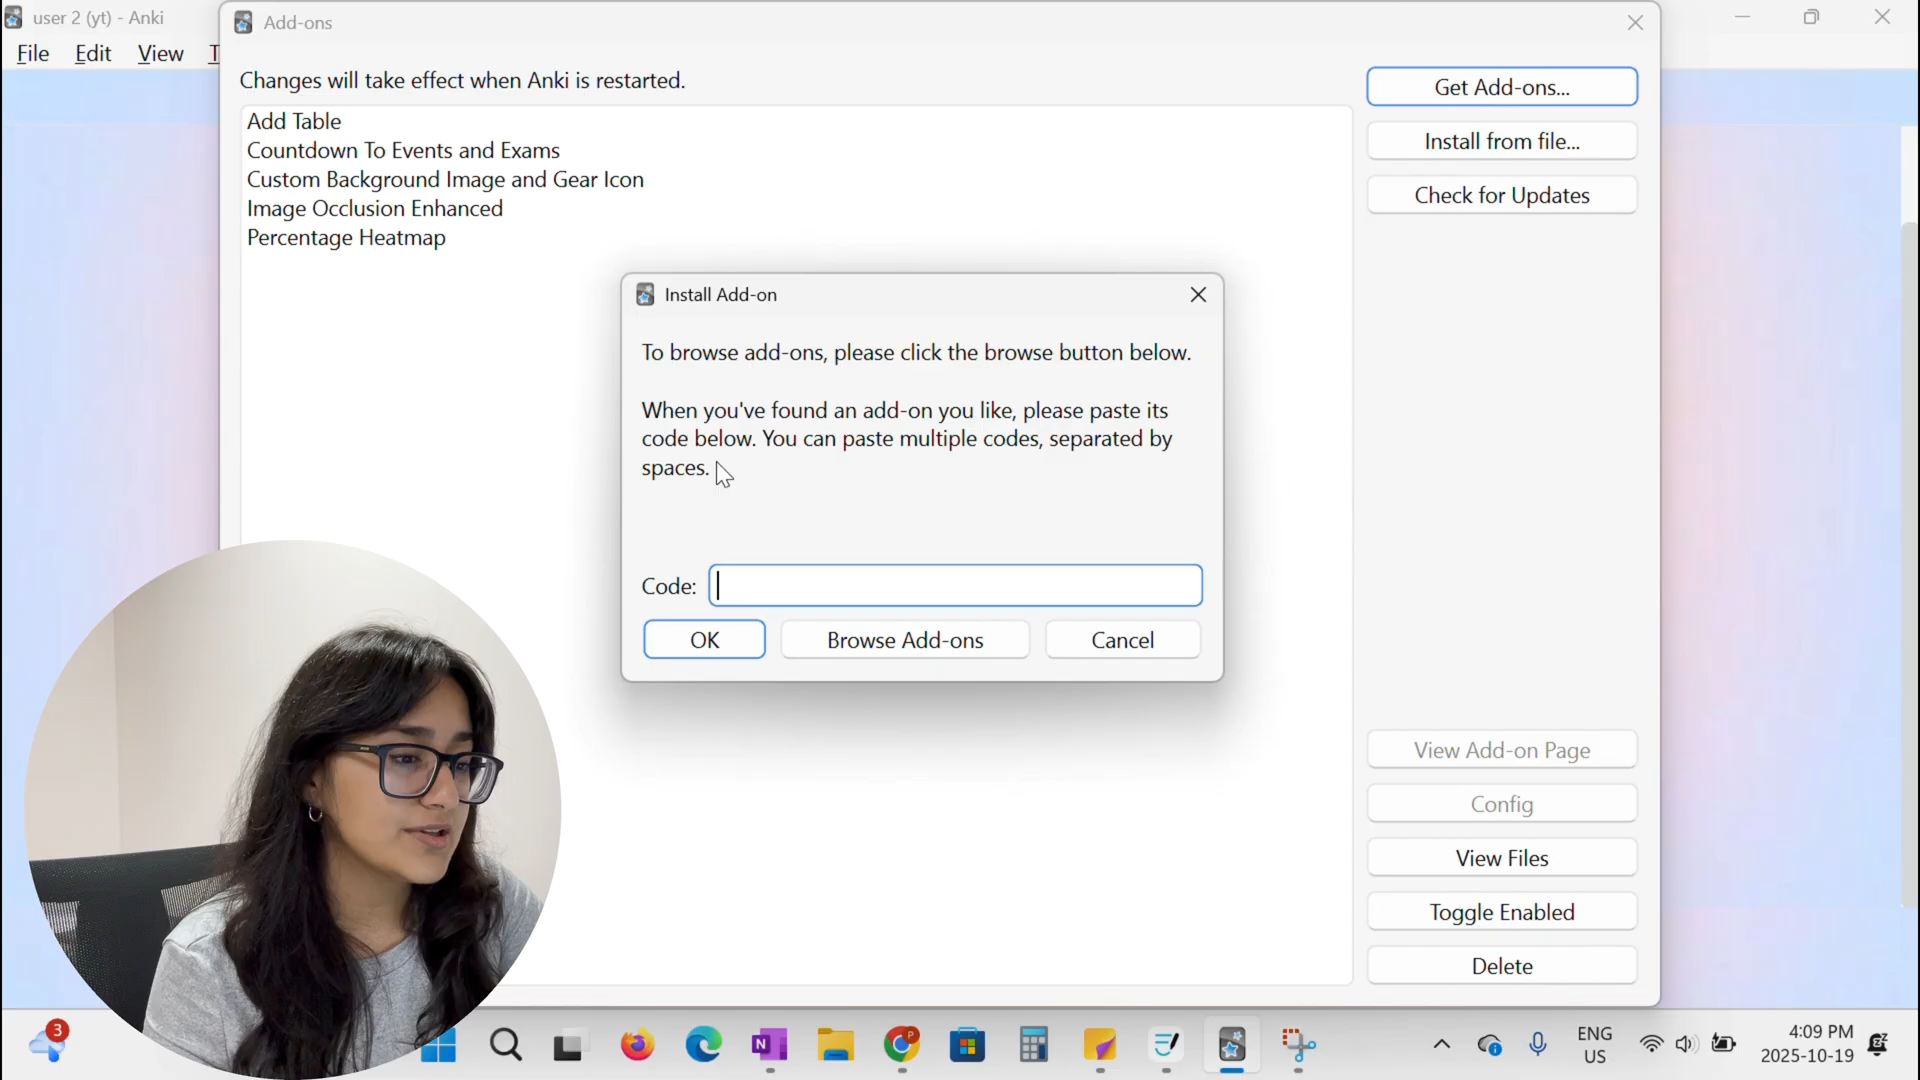 user 2 (yt) - Anki
Add-ons
File Edit View T
Changes will take effect when Anki is restarted.
Add Table
Countdown To Events and Exams
Custom Background Image and Gear Icon
Image Occlusion Enhanced
Percentage Heatmap
Get Add-ons...
Install from file...
Check for Updates
Install Add-on
To browse add-ons, please click the browse button below.
When you've found an add-on you like, please paste its
code below. You can paste multiple codes, separated by
spaces.
Code:
OK Browse Add-ons Cancel
View Add-on Page
Config
View Files
Toggle Enabled
Delete
3
N
P
ENG
US
4:09 PM
2025-10-19